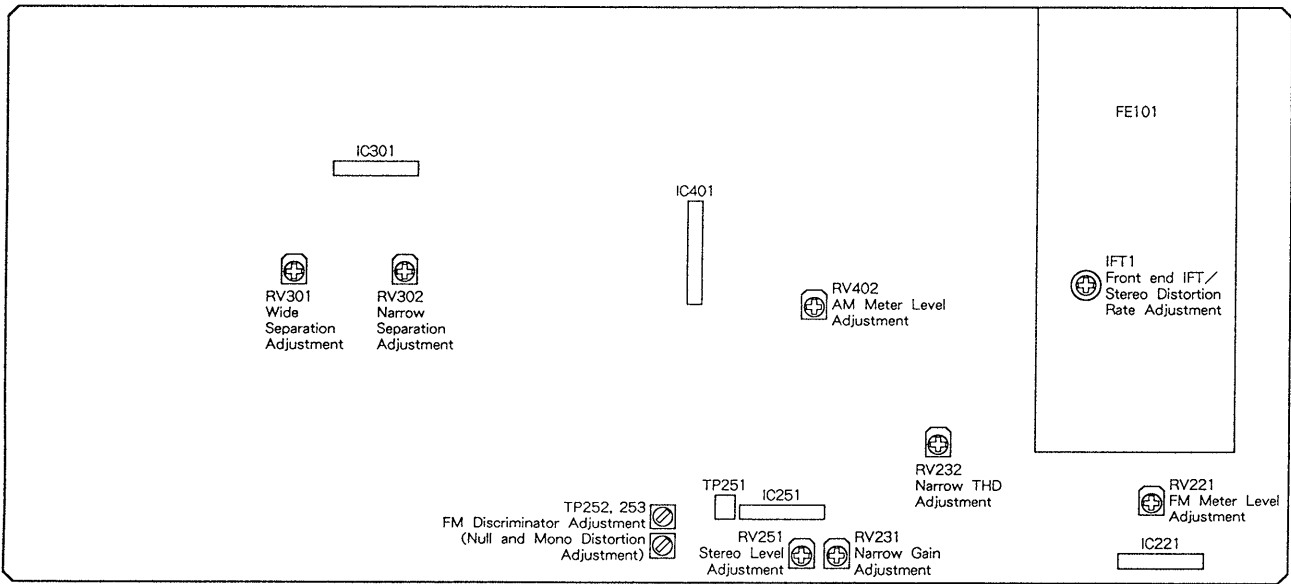 FE101
IC301
IC401
IFT1
Front end IFT/
Stereo Distortion
Rate Adjustment
RV301
Wide
Separation
Adjustment
RV302
Narrow
Separation
Adjustment
RV402
AM Meter Level
Adjustment
RV232
Narrow THD
Adjustment
TP251
IC251
RV221
FM Meter Level
Adjustment
TP252, 253
FM Discriminator Adjustment
(Null and Mono Distortion
Adjustment)
RV251
Stereo Level
Adjustment
RV231
Narrow Gain
Adjustment
IC221